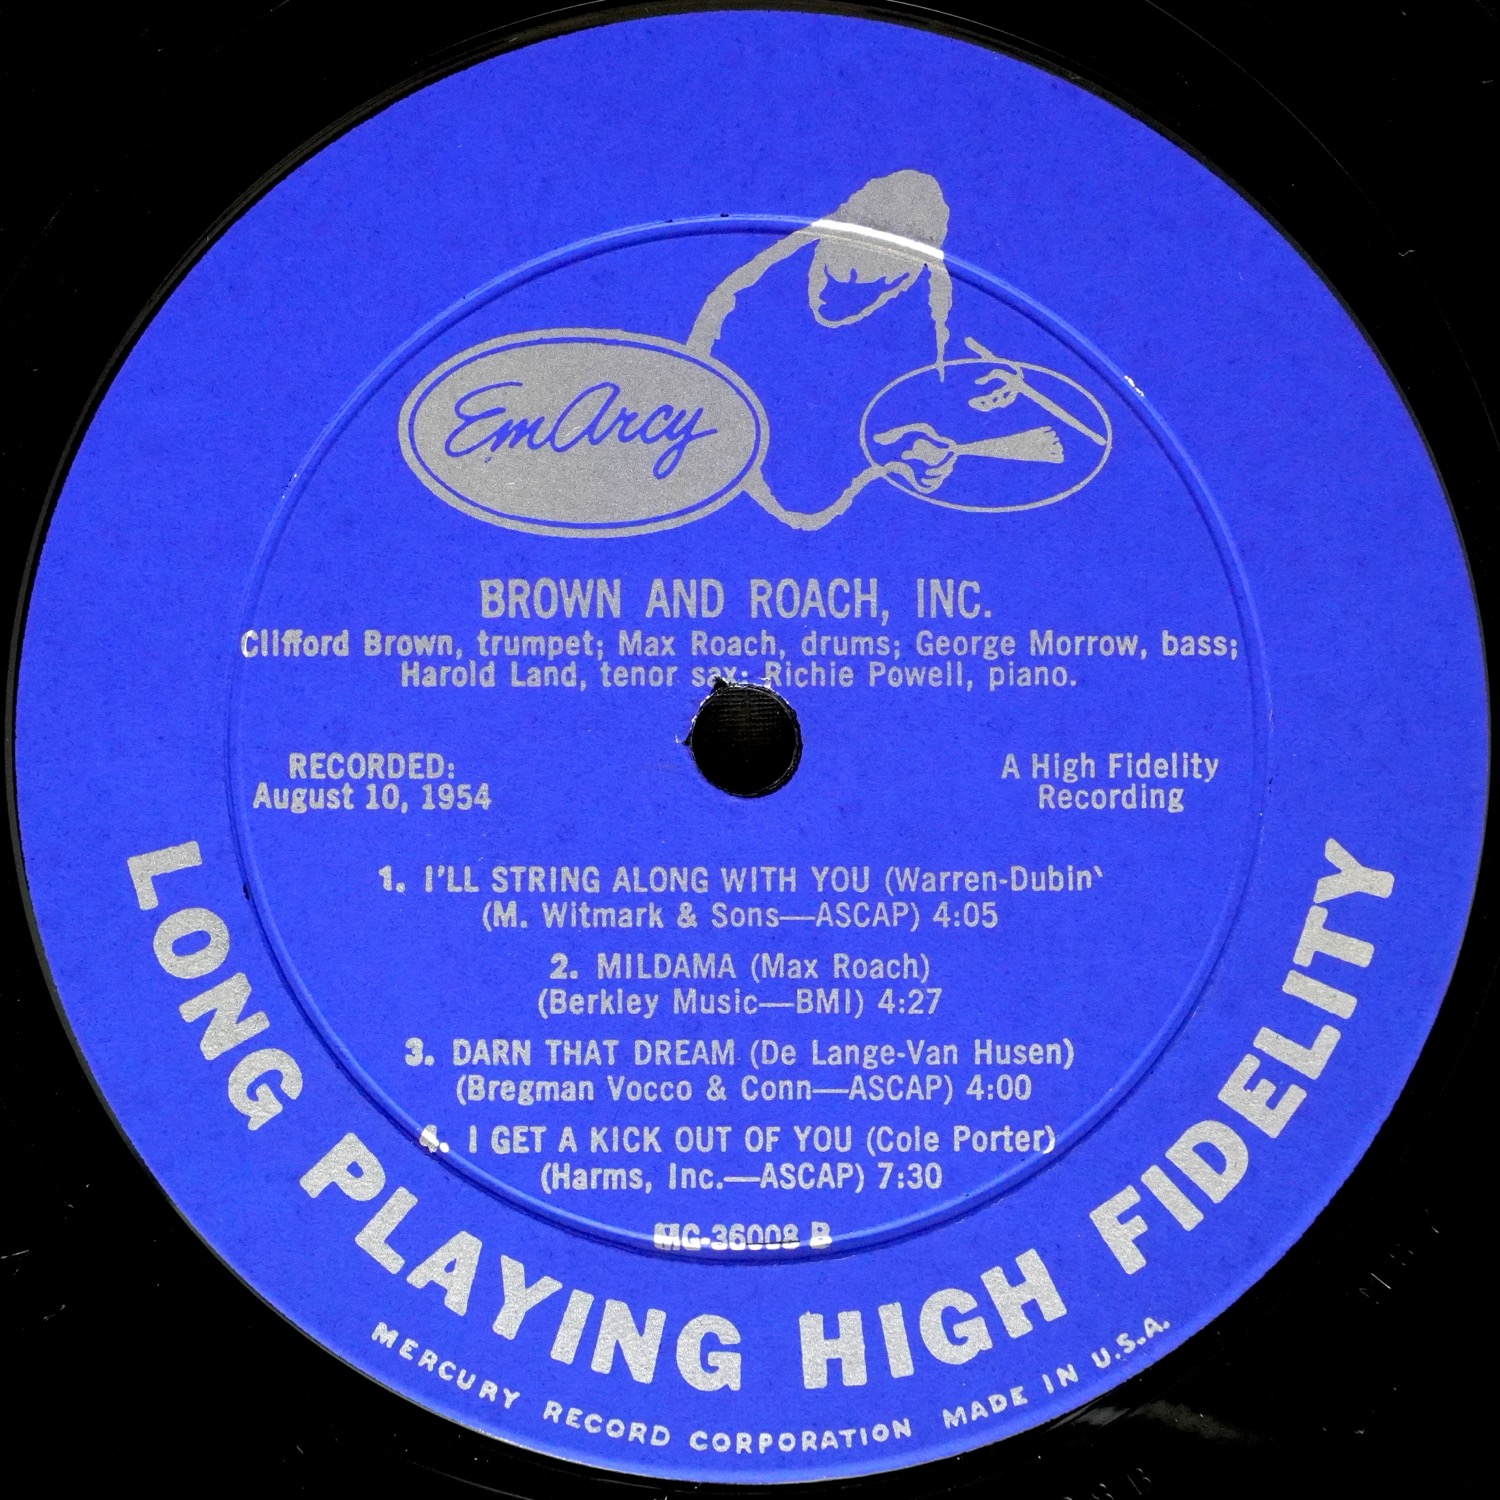 EmArcy
BROWN AND ROACH, INC.
Clifford Brown, trumpet; Max Roach, drums; George Morrow, bass;
Harold Land, tenor sax; Richie Powell, piano.
RECORDED:
August 10, 1954
A High Fidelity
Recording
1. I'LL STRING ALONG WITH YOU (Warren-Dubin)
(M. Witmark & Sons—ASCAP) 4:05
2. MILDAMA (Max Roach)
(Berkley Music—BMI) 4:27
3. DARN THAT DREAM (De Lange-Van Husen)
(Bregman Vocco & Conn—ASCAP) 4:00
4. I GET A KICK OUT OF YOU (Cole Porter)
(Harms, Inc.—ASCAP) 7:30
MG-36008 B
LONG PLAYING HIGH FIDELITY
MERCURY RECORD CORPORATION MADE IN U.S.A.